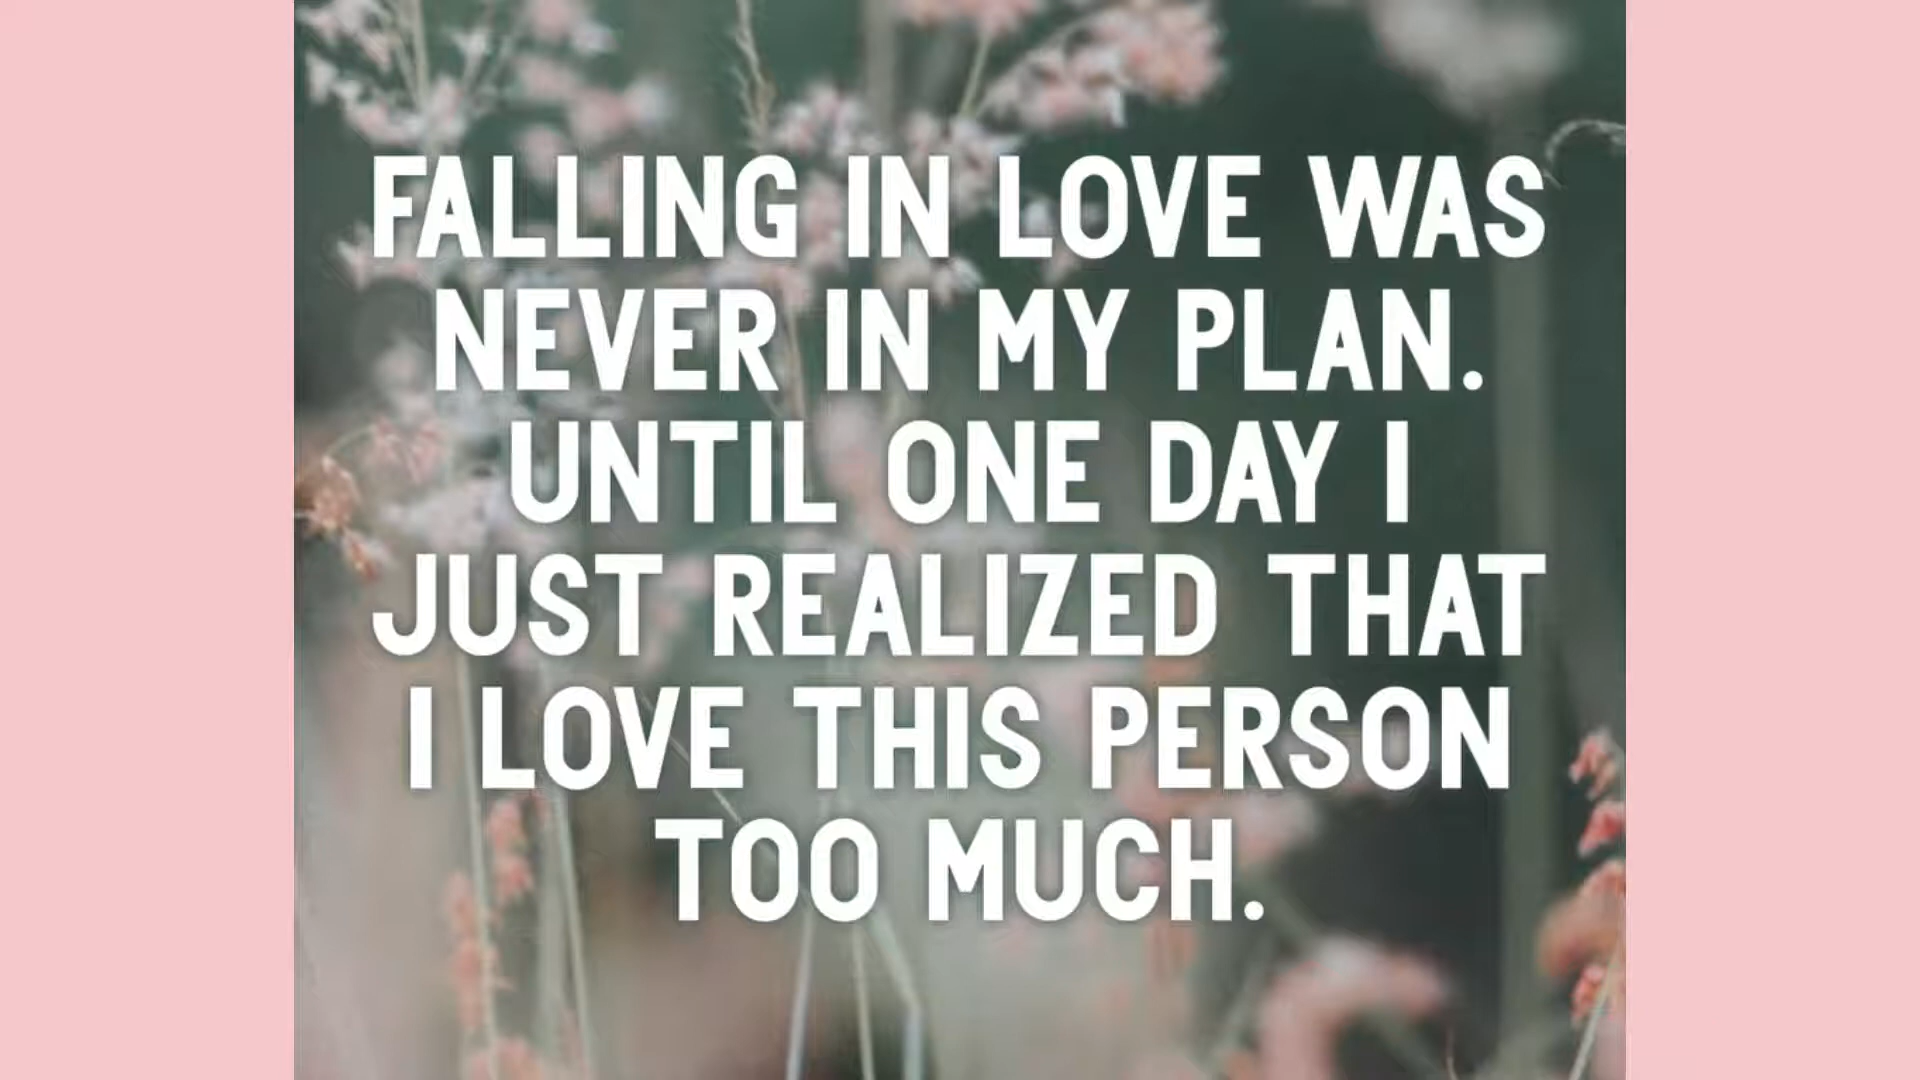 FALLING IN LOVE WAS
NEVER IN MY PLAN.
UNTIL ONE DAY I
JUST REALIZED THAT
I LOVE THIS PERSON
TOO MUCH.